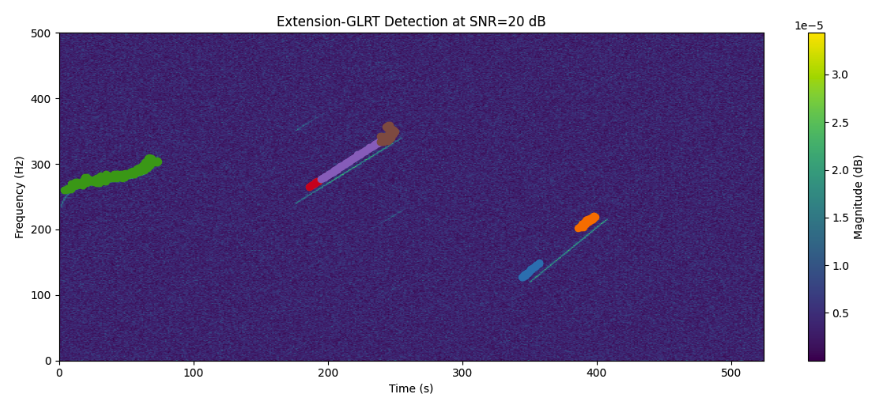 Extension-GLRT Detection at SNR=20 dB
1e−5
500
400
300
200
100
0
Frequency (Hz)
0 100 200 300 400 500
Time (s)
3.0
2.5
2.0
1.5
1.0
0.5
Magnitude (dB)